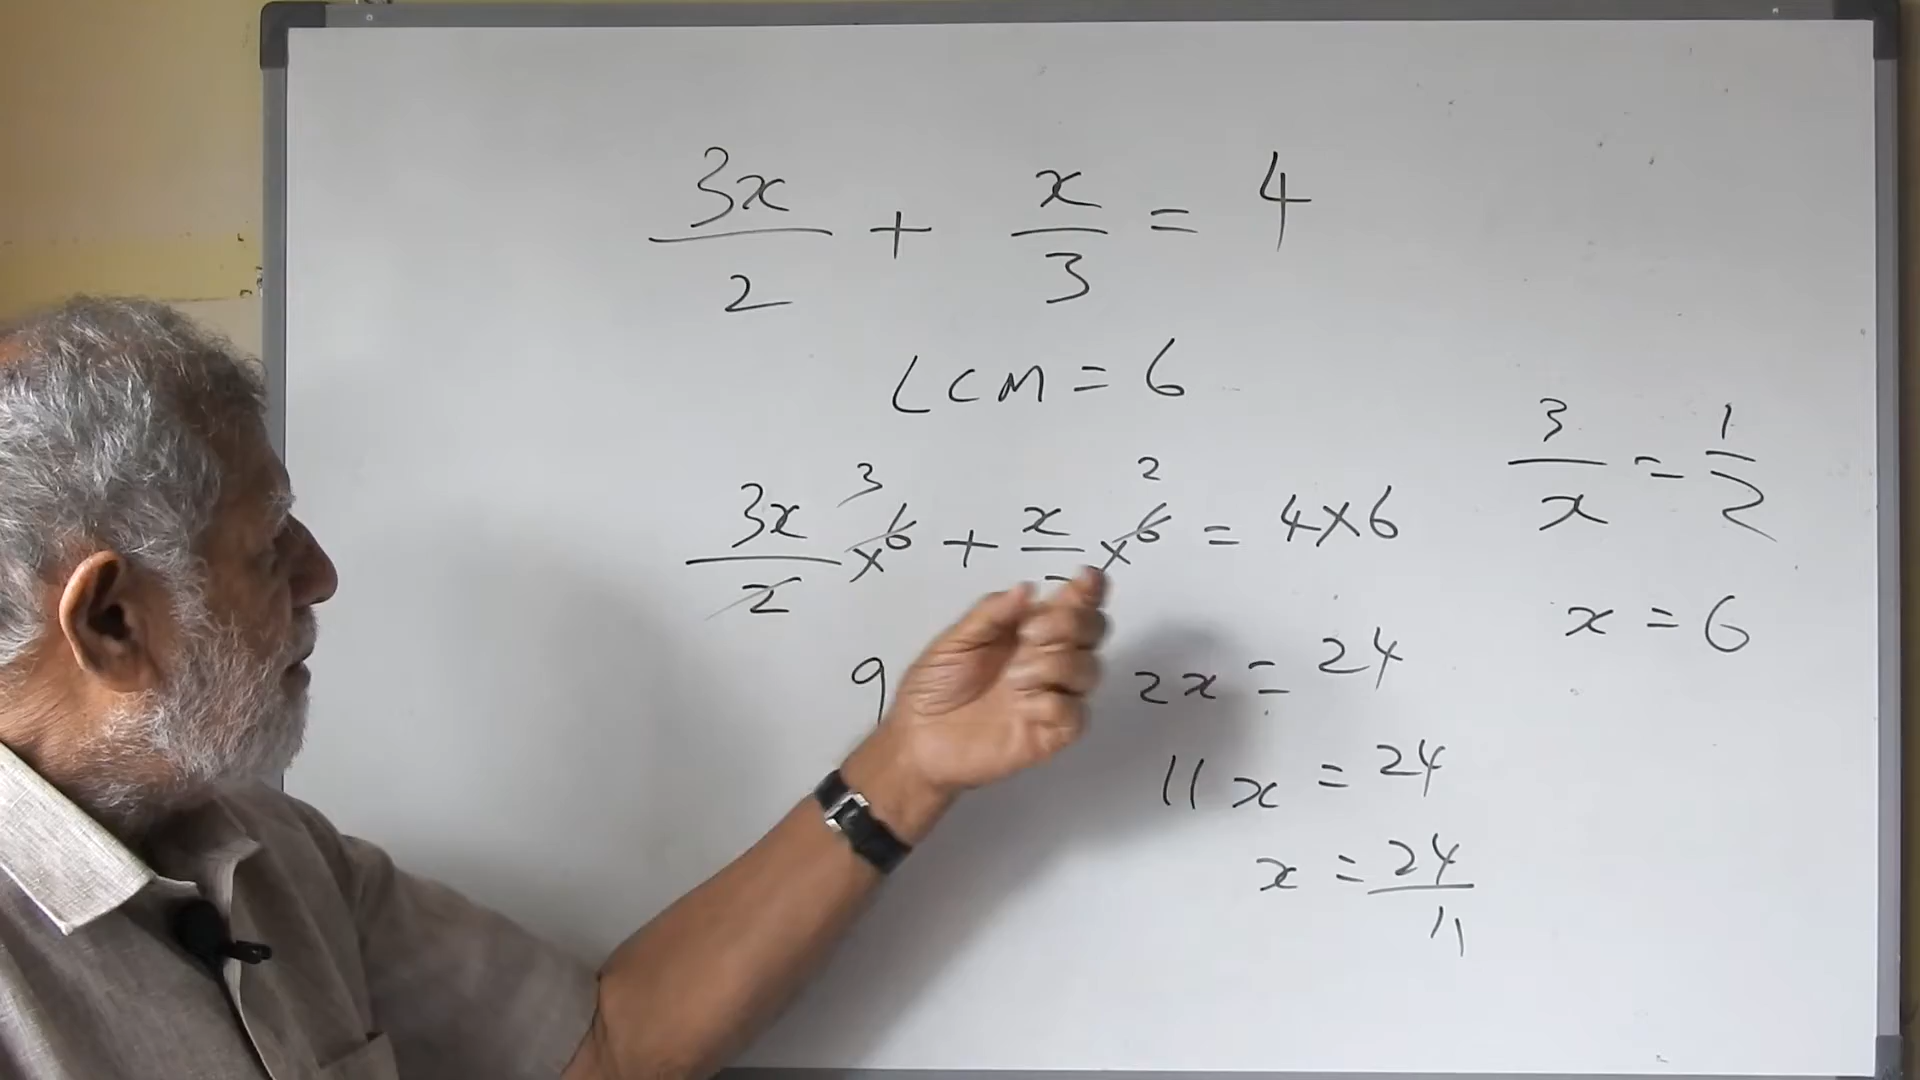 3x/2 + x/3 = 4
LCM = 6
3x/2 × 6 3 + x/ × 6 2 = 4×6
9 2x = 24
11x = 24
x = 24/11
3/x = 1/2
x = 6